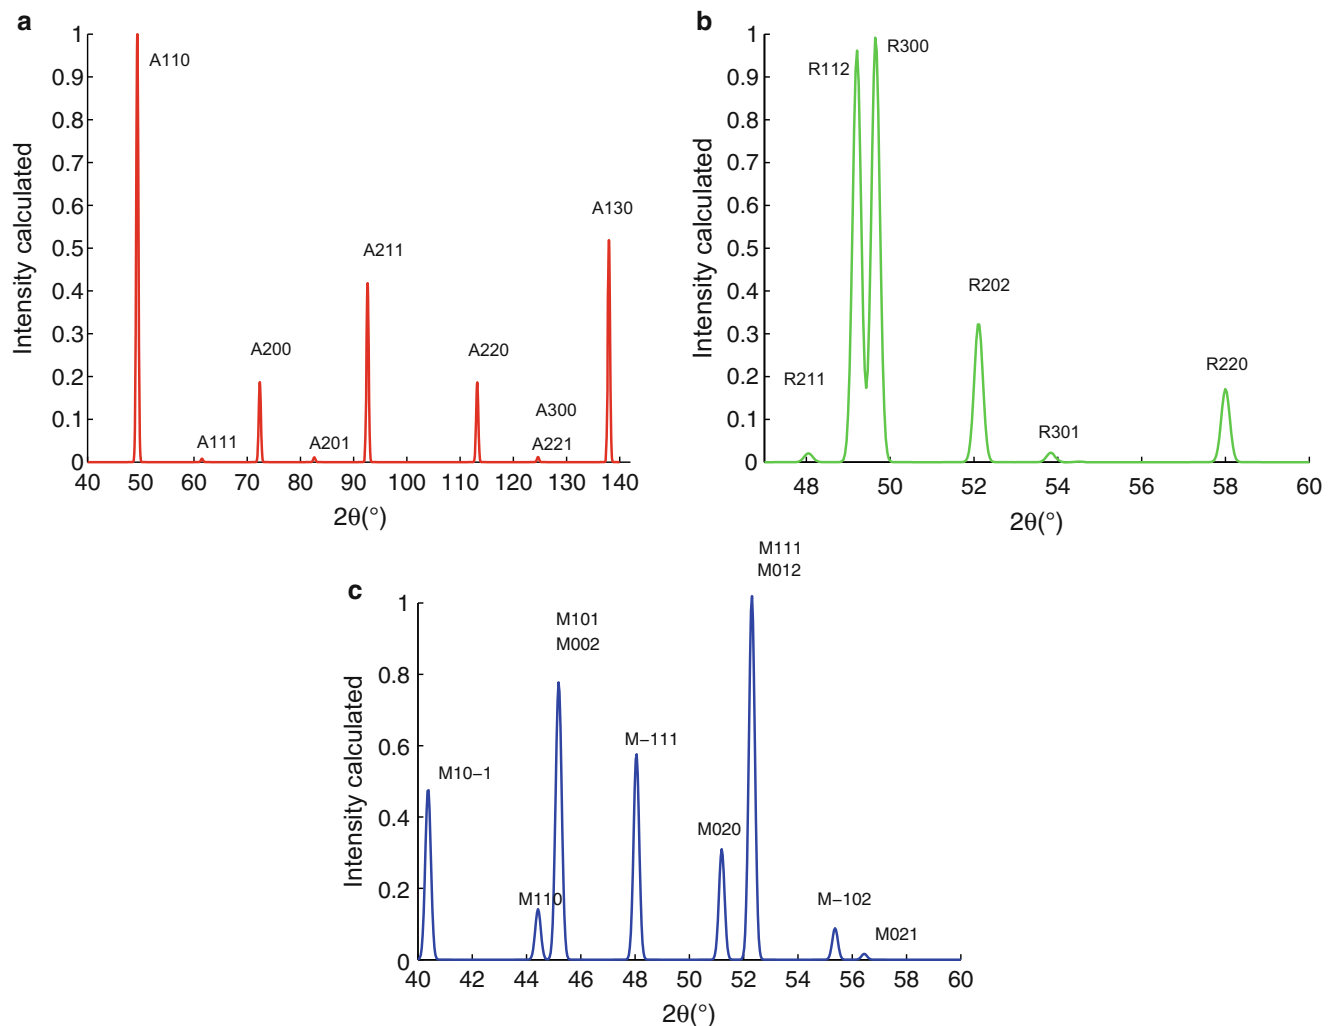 a
1
0.9
0.8
0.7
0.6
0.5
0.4
0.3
0.2
0.1
0
Intensity calculated
A110
A111
A200
A201
A211
A220
A300
A221
A130
40 50 60 70 80 90 100 110 120 130 140
2θ(°)
b
1
0.9
0.8
0.7
0.6
0.5
0.4
0.3
0.2
0.1
0
Intensity calculated
R211
R112
R300
R202
R301
R220
48 50 52 54 56 58 60
2θ(°)
c
1
0.8
0.6
0.4
0.2
0
Intensity calculated
M10−1
M110
M101
M002
M−111
M020
M111
M012
M−102
M021
40 42 44 46 48 50 52 54 56 58 60
2θ(°)